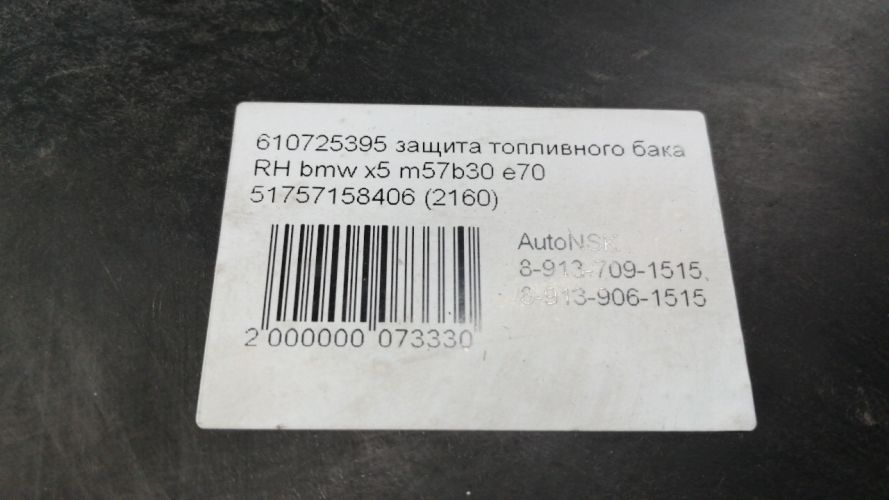 610725395 защита топливного бака
RH bmw x5 m57b30 e70
51757158406 (2160)
AutoNSK
8-913-709-1515,
8-913-906-1515
2 000000 073330